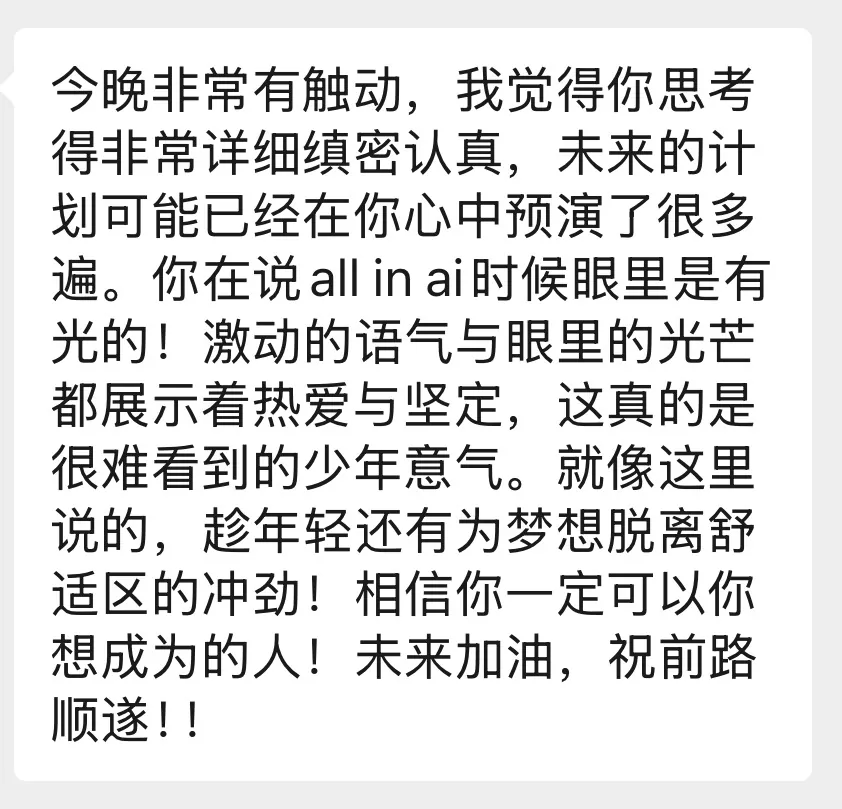 今晚非常有触动，我觉得你思考
得非常详细缜密认真，未来的计
划可能已经在你心中预演了很多
遍。你在说all in ai时候眼里是有
光的！激动的语气与眼里的光芒
都展示着热爱与坚定，这真的是
很难看到的少年意气。就像这里
说的，趁年轻还有为梦想脱离舒
适区的冲劲！相信你一定可以你
想成为的人！未来加油，祝前路
顺遂！！